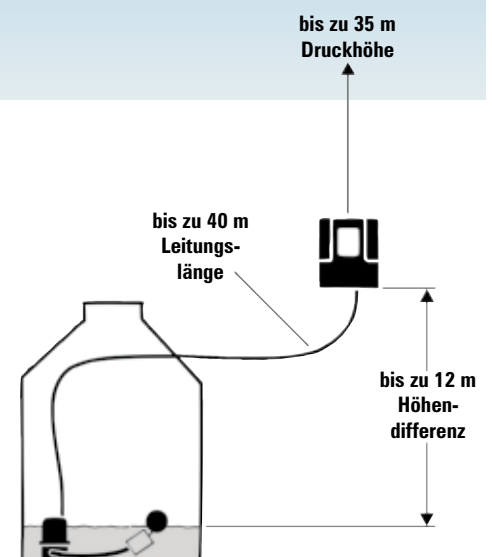 bis zu 35 m
Druckhöhe
bis zu 40 m
Leitungs-
länge
bis zu 12 m
Höhen-
differenz